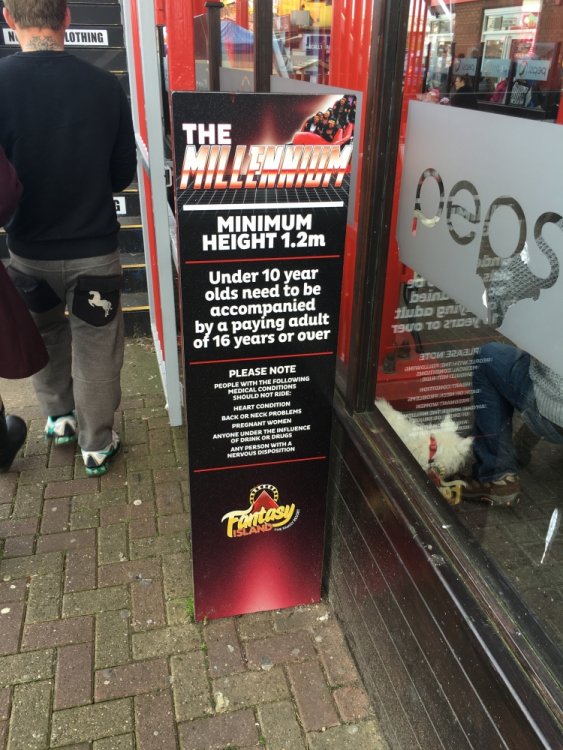 THE
MILLENNIUM
MINIMUM
HEIGHT 1.2m
Under 10 year
olds need to be
accompanied
by a paying adult
of 16 years or over
PLEASE NOTE
PEOPLE WITH THE FOLLOWING
MEDICAL CONDITIONS
SHOULD NOT RIDE:
HEART CONDITION
BACK OR NECK PROBLEMS
PREGNANT WOMEN
ANYONE UNDER THE INFLUENCE
OF DRINK OR DRUGS
ANY PERSON WITH A
NERVOUS DISPOSITION
Fantasy
ISLAND
CLOTHING